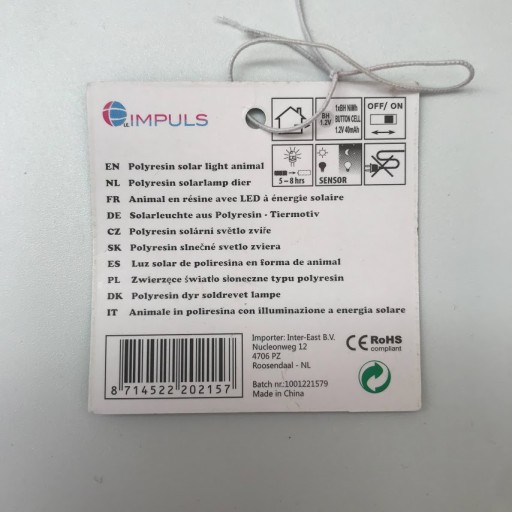 IMPULS
BH
1.2V
1xBH NiMh
BUTTON CELL
1.2V 40mAh
OFF/ ON
5 – 8 hrs
SENSOR
EN Polyresin solar light animal
NL Polyresin solarlamp dier
FR Animal en résine avec LED à énergie solaire
DE Solarleuchte aus Polyresin - Tiermotiv
CZ Polyresin solární světlo zvíře
SK Polyresin slnečné svetlo zviera
ES Luz solar de poliresina en forma de animal
PL Zwierzęce światło słoneczne typu polyresin
DK Polyresin dyr soldrevet lampe
IT Animale in poliresina con illuminazione a energia solare
8 714522 202157
Importer: Inter-East B.V.
Nucleonweg 12
4706 PZ
Roosendaal - NL
Batch nr.:1001221579
Made in China
CE RoHS
compliant